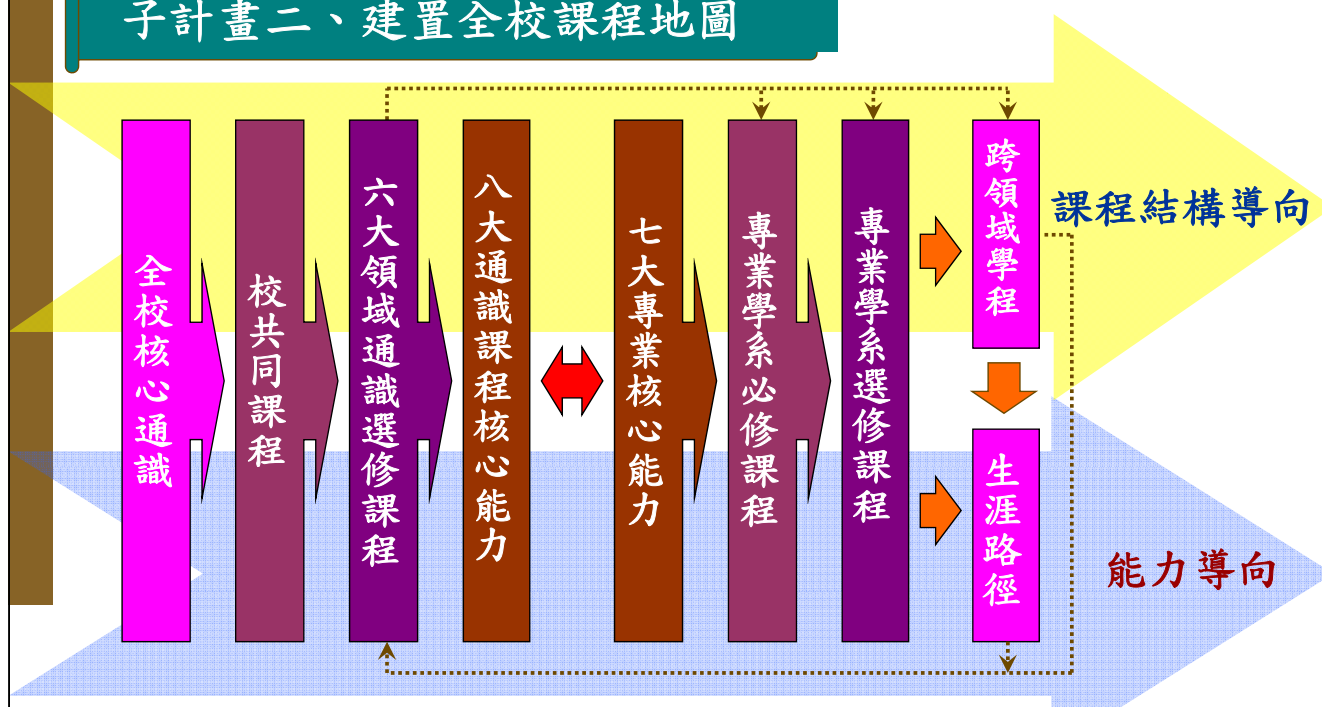 子計畫二、建置全校課程地圖
全校核心通識
校共同課程
六大領域通識選修課程
八大通識課程核心能力
七大專業核心能力
專業學系必修課程
專業學系選修課程
跨領域學程
生涯路徑
課程結構導向
能力導向